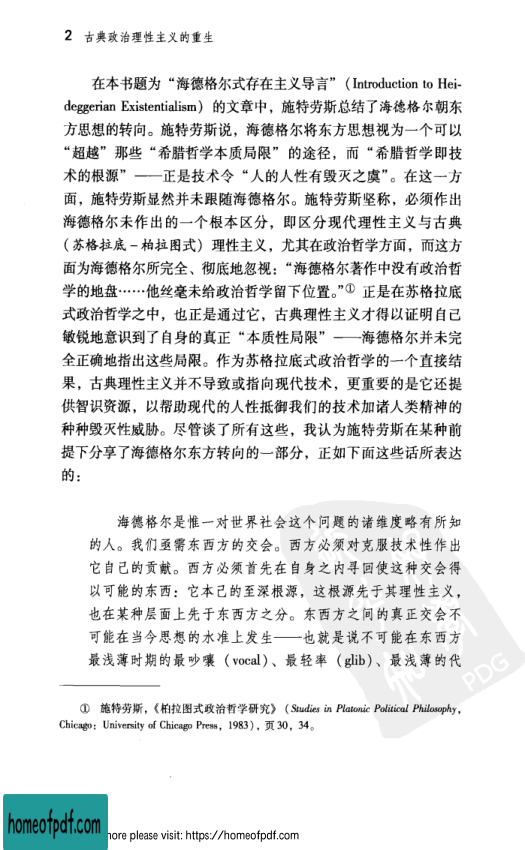 2 古典政治理性主义的重生
在本书题为“海德格尔式存在主义导言”（Introduction to Hei-
deggerian Existentialism）的文章中，施特劳斯总结了海德格尔朝东
方思想的转向。施特劳斯说，海德格尔将东方思想视为一个可以
“超越”那些“希腊哲学本质局限”的途径，而“希腊哲学即技
术的根源”——正是技术令“人的人性有毁灭之虞”。在这一方
面，施特劳斯显然并未跟随海德格尔。施特劳斯坚称，必须作出
海德格尔未作出的一个根本区分，即区分现代理性主义与古典
（苏格拉底－柏拉图式）理性主义，尤其在政治哲学方面，而这方
面为海德格尔所完全、彻底地忽视：“海德格尔著作中没有政治哲
学的地盘……他丝毫未给政治哲学留下位置。”① 正是在苏格拉底
式政治哲学之中，也正是通过它，古典理性主义才得以证明自己
敏锐地意识到了自身的真正“本质性局限”——海德格尔并未完
全正确地指出这些局限。作为苏格拉底式政治哲学的一个直接结
果，古典理性主义并不导致或指向现代技术，更重要的是它还提
供智识资源，以帮助现代的人性抵御我们的技术加诸人类精神的
种种毁灭性威胁。尽管谈了所有这些，我认为施特劳斯在某种前
提下分享了海德格尔东方转向的一部分，正如下面这些话所表达
的：
海德格尔是惟一对世界社会这个问题的诸维度略有所知
的人。我们亟需东西方的交会。西方必须对克服技术性作出
它自己的贡献。西方必须首先在自身之内寻回使这种交会得
以可能的东西：它本己的至深根源，这根源先于其理性主义，
也在某种层面上先于东西方之分。东西方之间的真正交会不
可能在当今思想的水准上发生——也就是说不可能在东西方
最浅薄时期的最吵嚷（vocal）、最轻率（glib）、最浅薄的代
PDG
① 施特劳斯，《柏拉图式政治哲学研究》（Studies in Platonic Political Philosophy，
Chicago：University of Chicago Press，1983），页 30，34。
homeofpdf.com
more please visit: https://homeofpdf.com